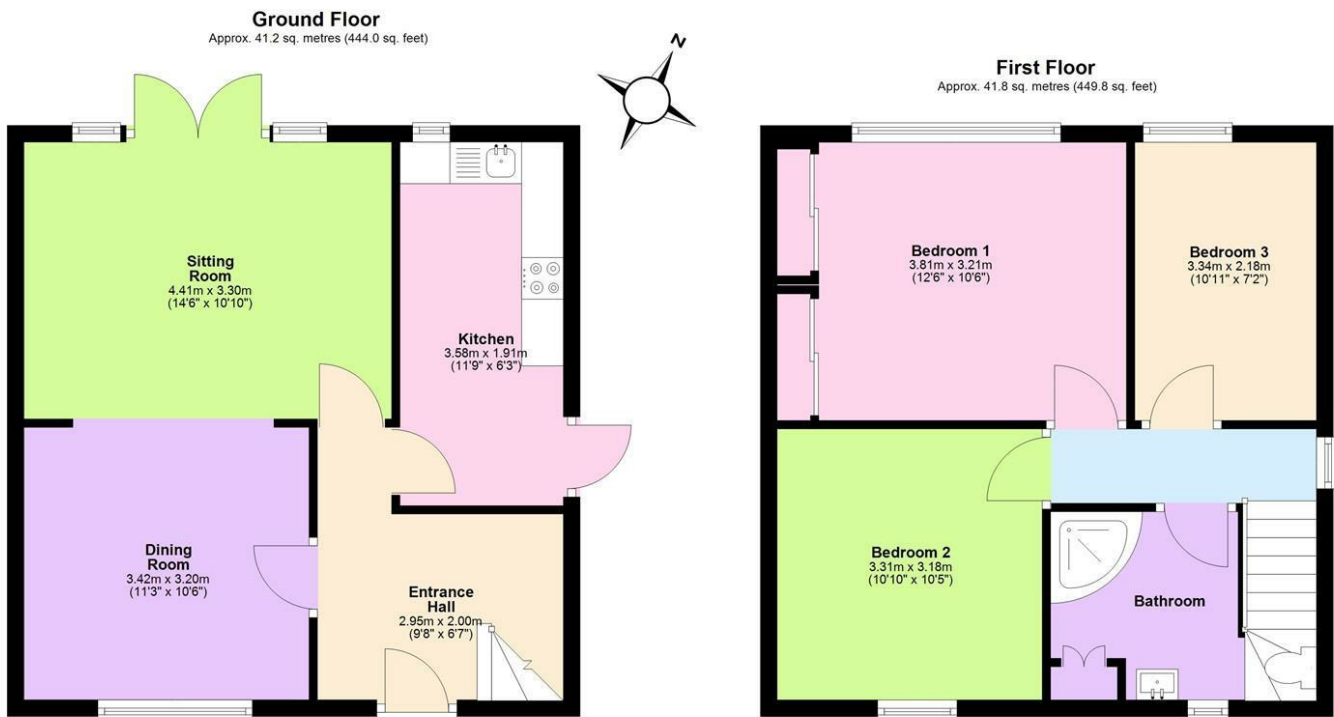 Ground Floor
Approx. 41.2 sq. metres (444.0 sq. feet)
N
First Floor
Approx. 41.8 sq. metres (449.8 sq. feet)
Sitting
Room
4.41m x 3.30m
(14'6" x 10'10")
Kitchen
3.58m x 1.91m
(11'9" x 6'3")
Dining
Room
3.42m x 3.20m
(11'3" x 10'6")
Entrance
Hall
2.95m x 2.00m
(9'8" x 6'7")
Bedroom 1
3.81m x 3.21m
(12'6" x 10'6")
Bedroom 3
3.34m x 2.18m
(10'11" x 7'2")
Bedroom 2
3.31m x 3.18m
(10'10" x 10'5")
Bathroom